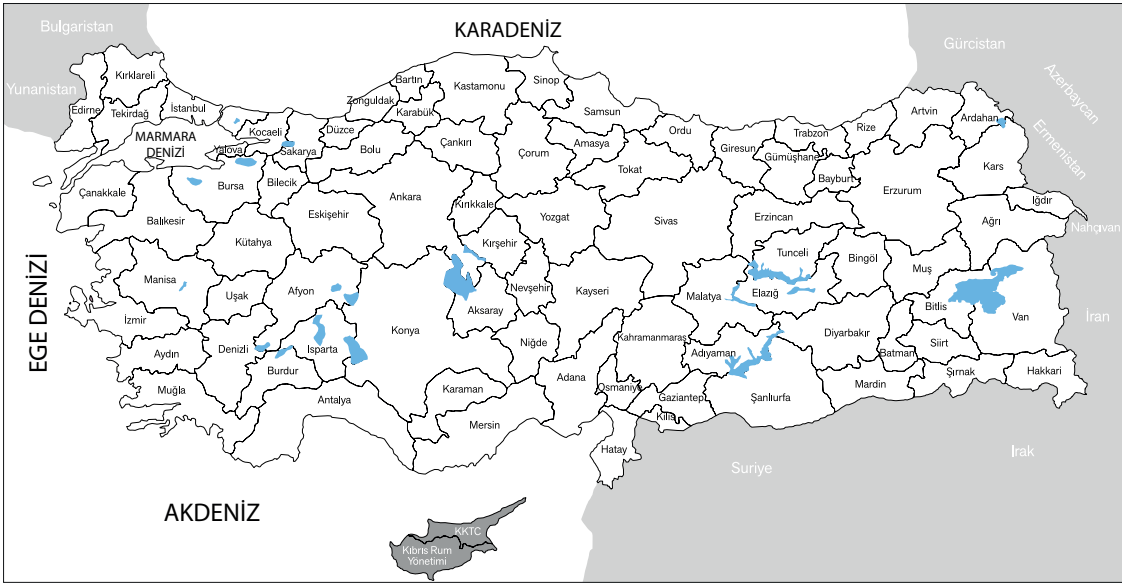 Bulgaristan
KARADENİZ
Gürcistan
Azerbaycan
Ermenistan
Yunanistan
Kırklareli
Edirne
Tekirdağ
İstanbul
MARMARA
DENİZİ
Yalova
Kocaeli
Sakarya
Düzce
Zonguldak
Bartın
Karabük
Kastamonu
Sinop
Samsun
Ordu
Giresun
Trabzon
Rize
Artvin
Ardahan
Kars
Iğdır
Nahçıvan
Çanakkale
Balıkesir
Bursa
Bilecik
Bolu
Çankırı
Çorum
Amasya
Tokat
Gümüşhane
Bayburt
Erzurum
Ağrı
Eskişehir
Ankara
Kırıkkale
Yozgat
Sivas
Erzincan
Kütahya
Kırşehir
Tunceli
Bingöl
Muş
EGE DENİZİ
Manisa
Uşak
Afyon
Aksaray
Nevşehir
Kayseri
Malatya
Elazığ
Bitlis
Van
İran
İzmir
Konya
Aydın
Denizli
Isparta
Burdur
Niğde
Kahramanmaraş
Adıyaman
Diyarbakır
Batman
Siirt
Şırnak
Hakkari
Muğla
Antalya
Karaman
Mersin
Adana
Osmaniye
Gaziantep
Kilis
Şanlıurfa
Mardin
Hatay
Suriye
Irak
AKDENİZ
KKTC
Kıbrıs Rum
Yönetimi